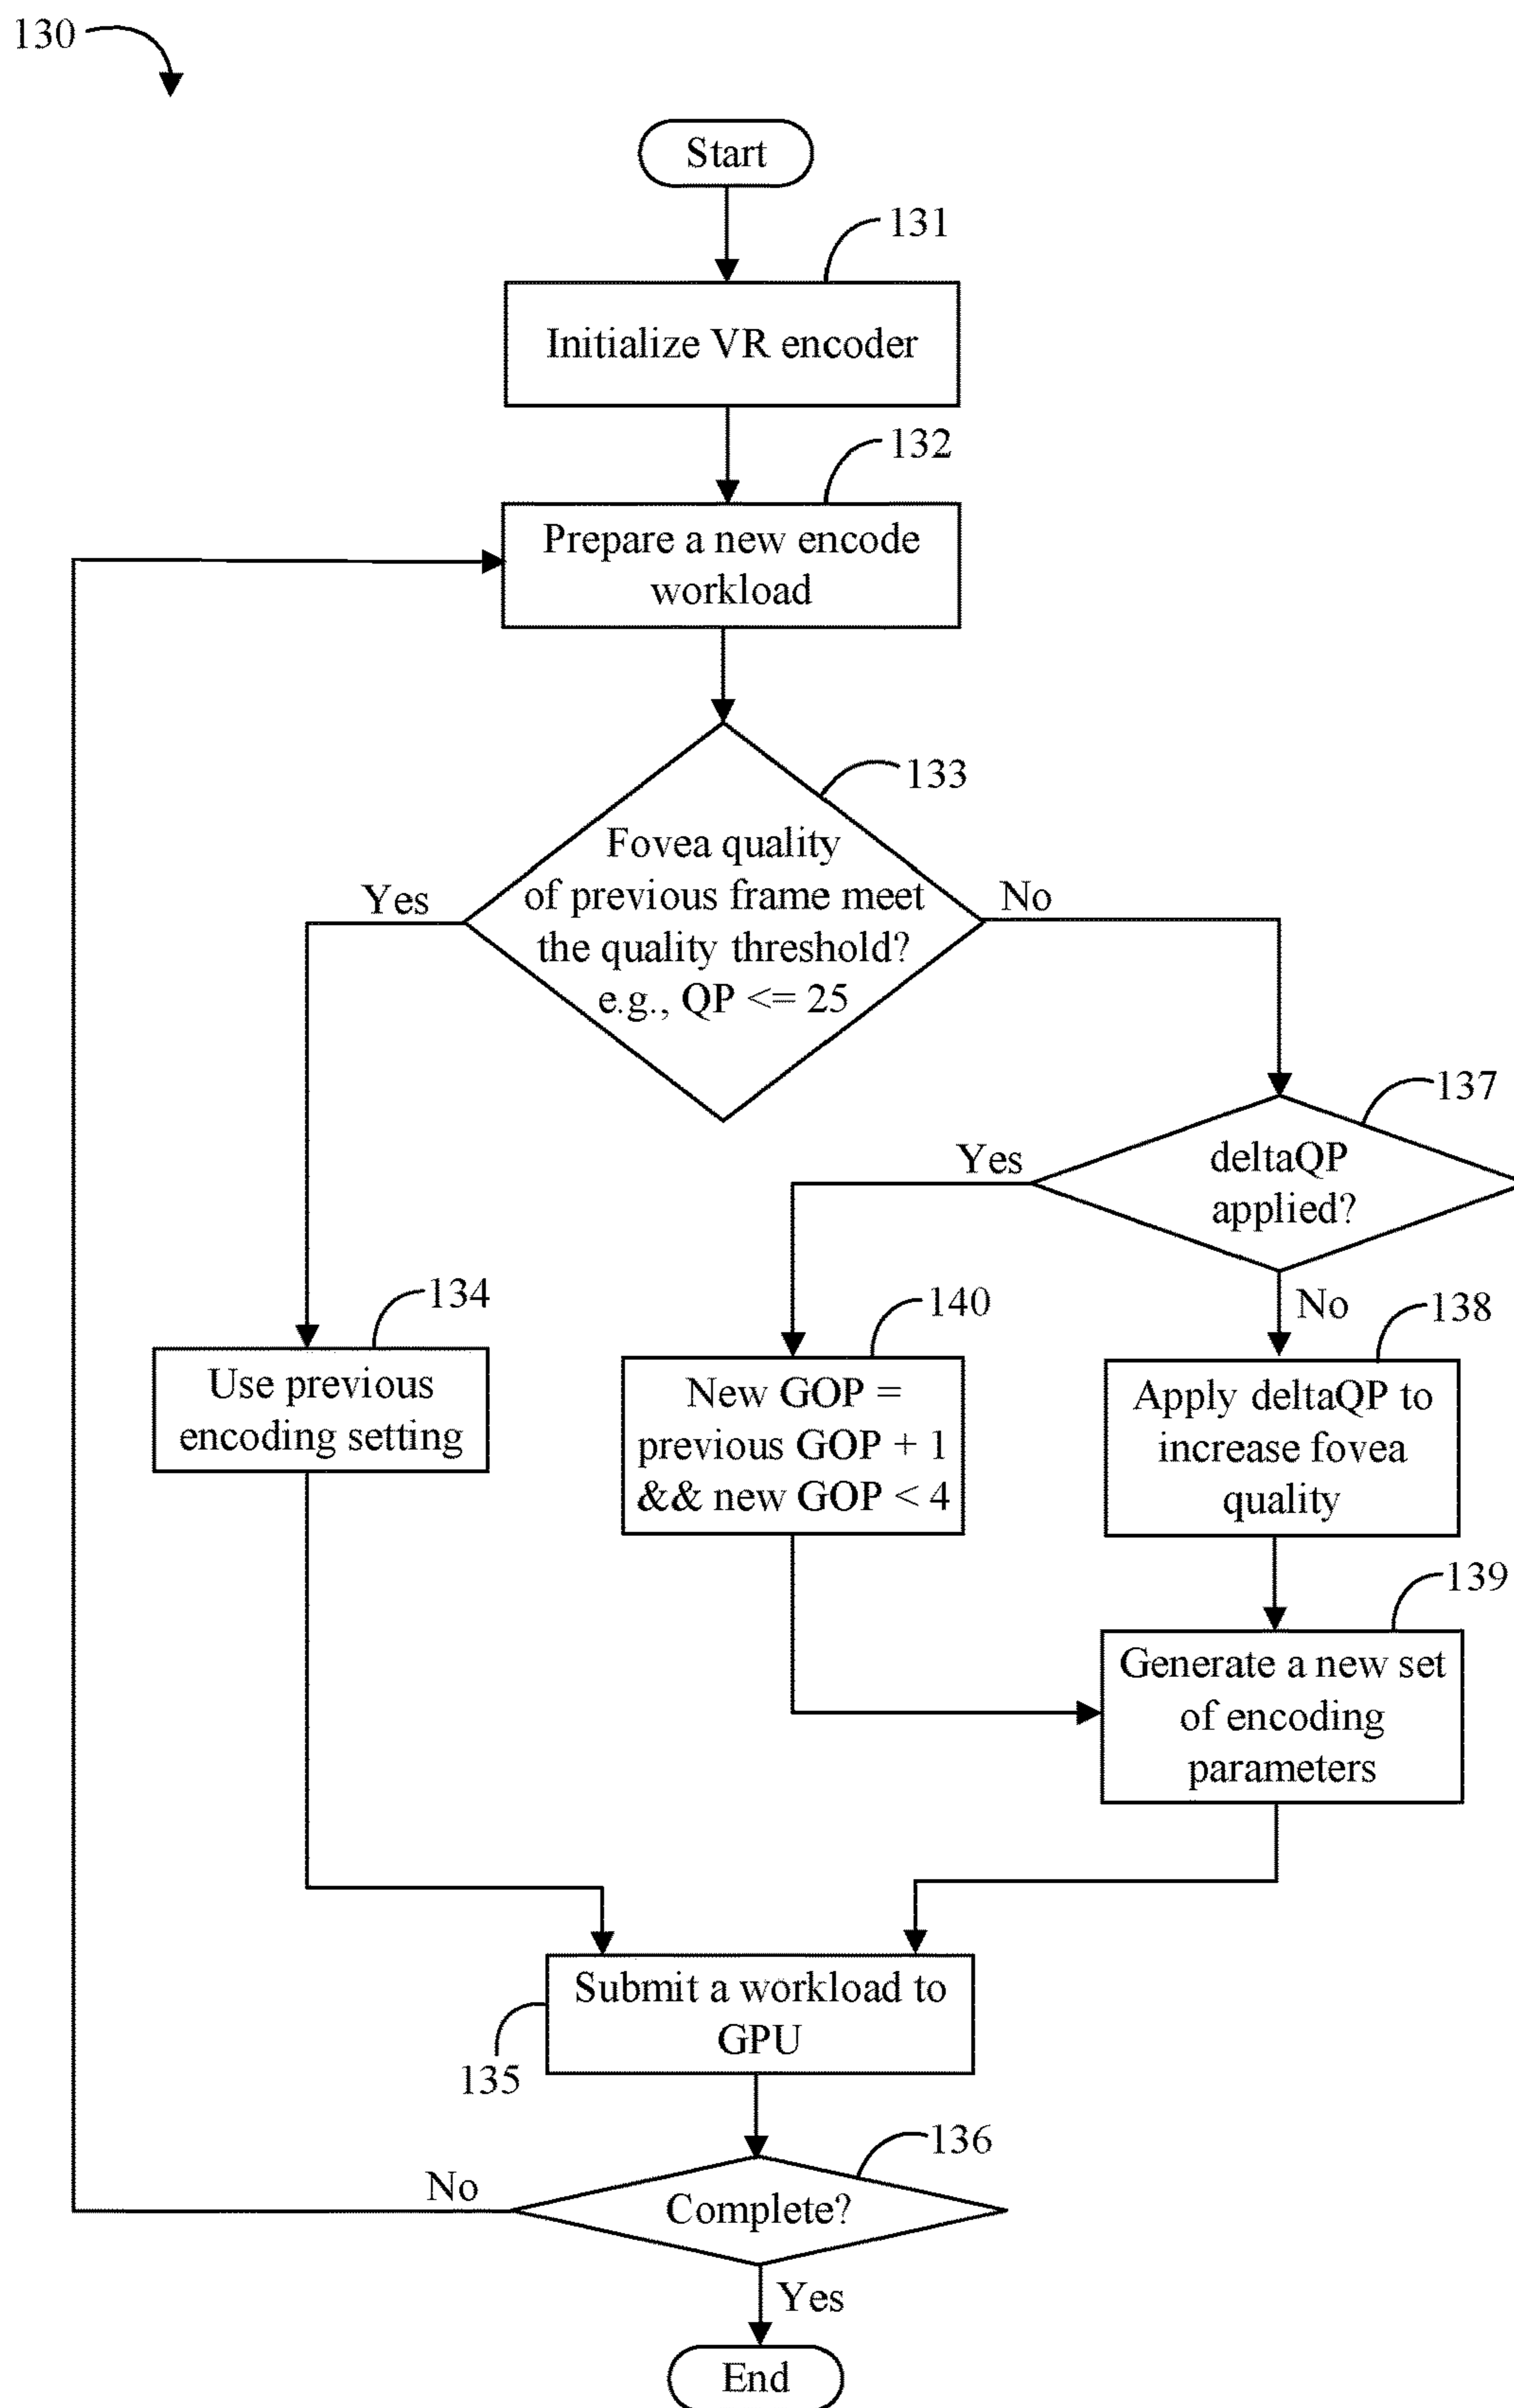 130
Start
131
Initialize VR encoder
132
Prepare a new encode
workload
133
Fovea quality
of previous frame meet
the quality threshold?
e.g., QP <= 25
Yes
No
137
deltaQP
applied?
Yes
No
134
Use previous
encoding setting
140
New GOP =
previous GOP + 1
&& new GOP < 4
138
Apply deltaQP to
increase fovea
quality
139
Generate a new set
of encoding
parameters
Submit a workload to
GPU
135
136
Complete?
No
Yes
End